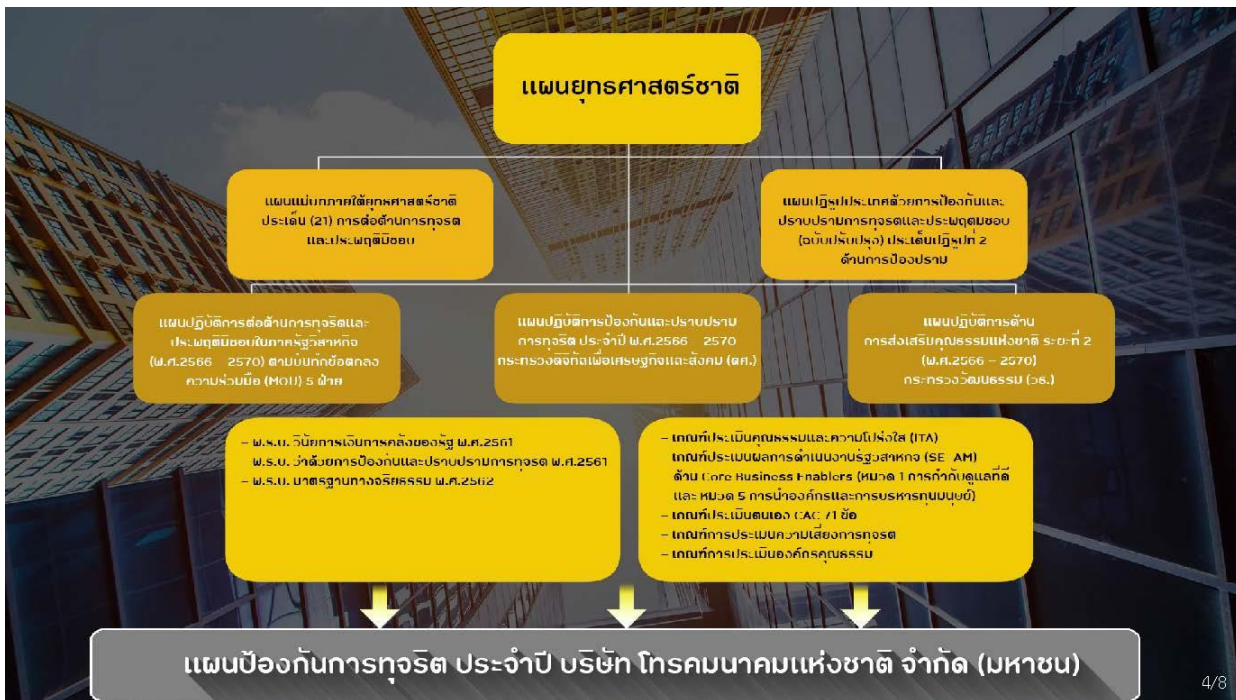 แผนยุทธศาสตร์ชาติ
แผนแม่บทภายใต้ยุทธศาสตร์ชาติ
ประเด็น (21) การต่อต้านการทุจริต
และประพฤติมิชอบ
แผนปฏิรูปประเทศด้วยการป้องกันและ
ปราบปรามการทุจริตและประพฤติมิชอบ
(ฉบับปรับปรุง) ประเด็นปฏิรูปที่ 2
ด้านการป้องปราม
แผนปฏิบัติการต่อต้านการทุจริตและ
ประพฤติมิชอบในภาครัฐวิสาหกิจ
(พ.ศ.2566 – 2570) ตามบันทึกข้อตกลง
ความร่วมมือ (MOU) 5 ฝ่าย
แผนปฏิบัติการป้องกันและปราบปราม
การทุจริต ประจำปี พ.ศ.2566 – 2570
กระทรวงดิจิทัลเพื่อเศรษฐกิจและสังคม (ดศ.)
แผนปฏิบัติการด้าน
การส่งเสริมคุณธรรมแห่งชาติ ระยะที่ 2
(พ.ศ.2566 – 2570)
กระทรวงวัฒนธรรม (วธ.)
– พ.ร.บ. วินัยการเงินการคลังของรัฐ พ.ศ.2561
พ.ร.บ. ว่าด้วยการป้องกันและปราบปรามการทุจริต พ.ศ.2561
– พ.ร.บ. มาตรฐานทางจริยธรรม พ.ศ.2562
– เกณฑ์ประเมินคุณธรรมและความโปร่งใส (ITA)
เกณฑ์ประเมินผลการดำเนินงานรัฐวิสาหกิจ (SE-AM)
ด้าน Core Business Enablers (หมวด 1 การกำกับดูแลที่ดี
และ หมวด 5 การนำองค์กรและการบริหารทุนมนุษย์)
– เกณฑ์ประเมินตนเอง CAC 71 ข้อ
– เกณฑ์การประเมินความเสี่ยงการทุจริต
– เกณฑ์การประเมินองค์กรคุณธรรม
แผนป้องกันการทุจริต ประจำปี บริษัท โทรคมนาคมแห่งชาติ จำกัด (มหาชน)
4/8